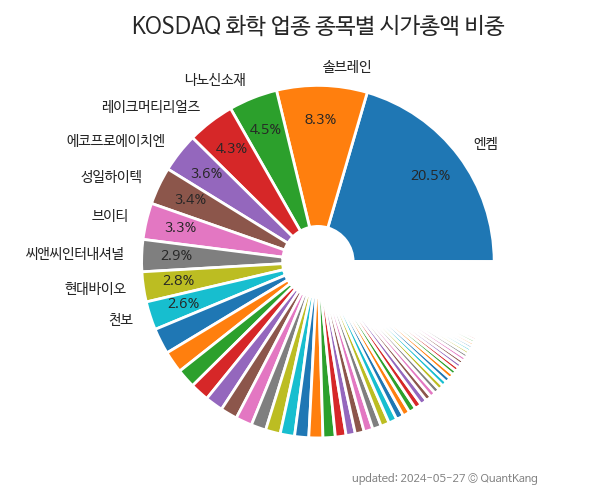 KOSDAQ 화학 업종 종목별 시가총액 비중
엔켐
20.5%
솔브레인
8.3%
나노신소재
4.5%
레이크머티리얼즈
4.3%
에코프로에이치엔
3.6%
성일하이텍
3.4%
브이티
3.3%
씨앤씨인터내셔널
2.9%
현대바이오
2.8%
천보
2.6%
updated: 2024-05-27 © QuantKang